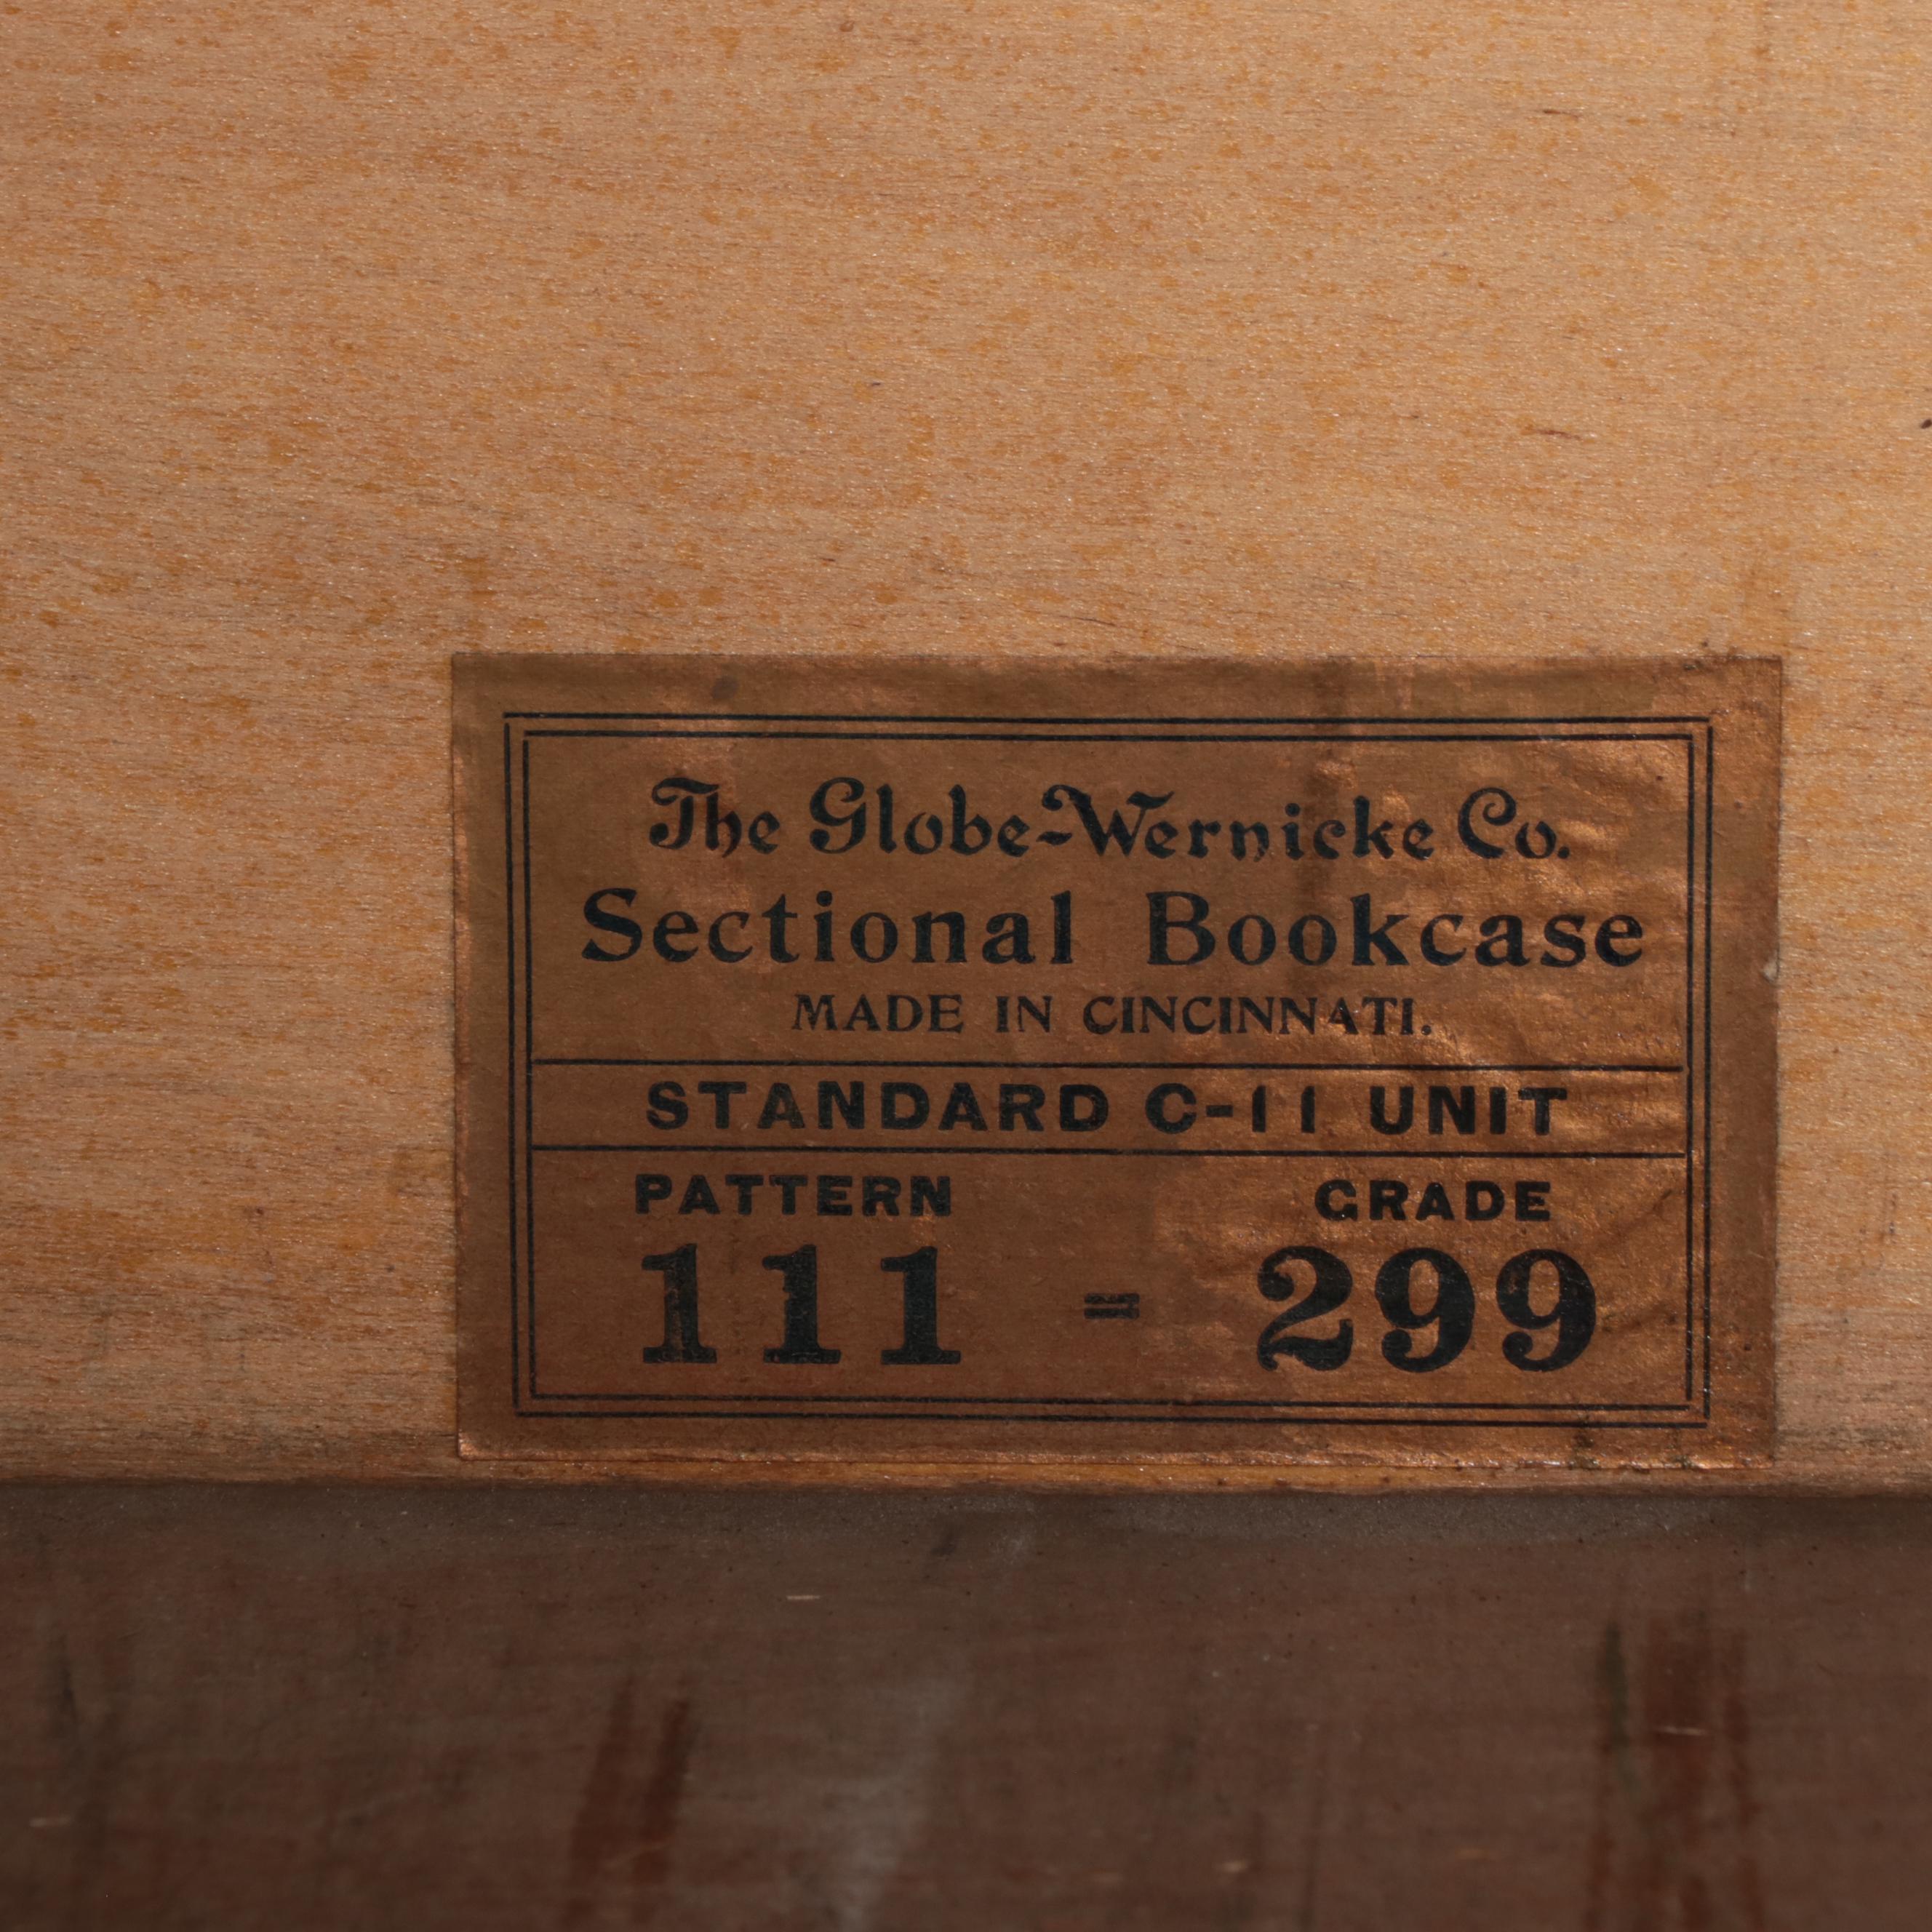 The Globe-Wernicke Co.
Sectional Bookcase
MADE IN CINCINNATI.
STANDARD C-11 UNIT
PATTERN GRADE
111 = 299